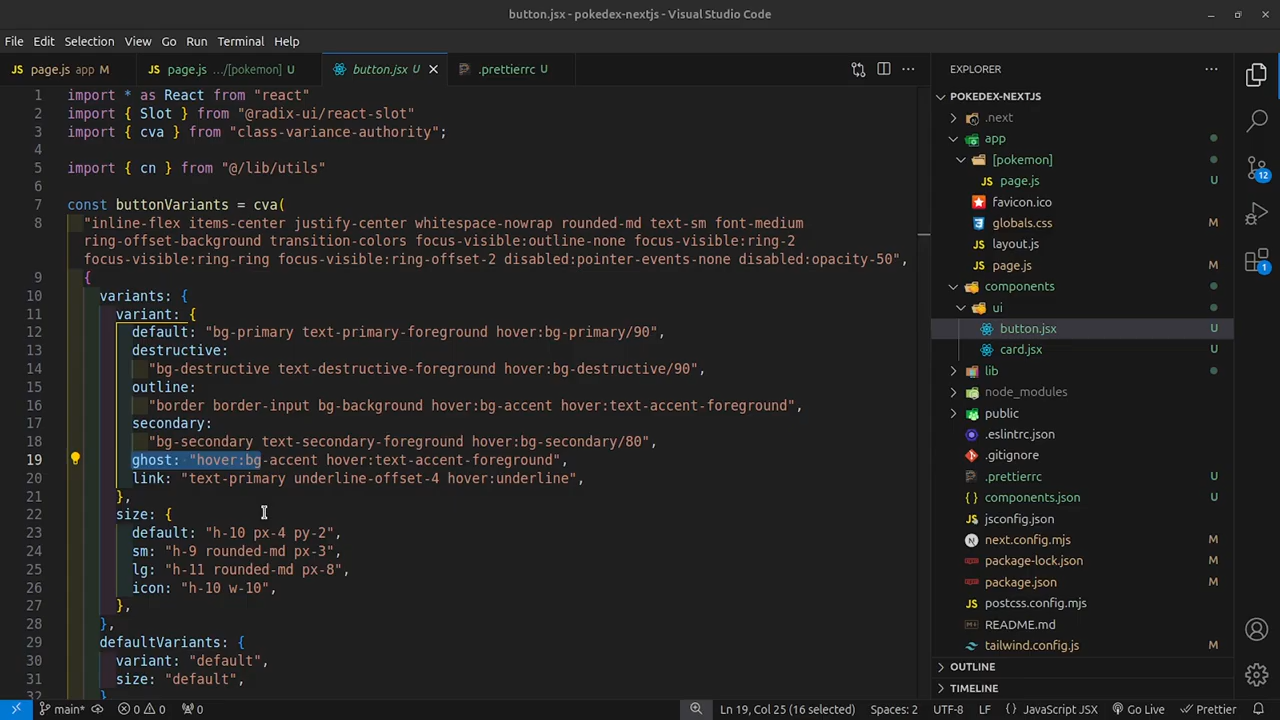 button.jsx - pokedex-nextjs - Visual Studio Code
File Edit Selection View Go Run Terminal Help
page.js app M
page.js .../[pokemon] U
button.jsx U
.prettierrc U
1 import * as React from "react"
2 import { Slot } from "@radix-ui/react-slot"
3 import { cva } from "class-variance-authority";
4
5 import { cn } from "@/lib/utils"
6
7 const buttonVariants = cva(
8 "inline-flex items-center justify-center whitespace-nowrap rounded-md text-sm font-medium
ring-offset-background transition-colors focus-visible:outline-none focus-visible:ring-2
focus-visible:ring-ring focus-visible:ring-offset-2 disabled:pointer-events-none disabled:opacity-50",
9 {
10 variants: {
11 variant: {
12 default: "bg-primary text-primary-foreground hover:bg-primary/90",
13 destructive:
14 "bg-destructive text-destructive-foreground hover:bg-destructive/90",
15 outline:
16 "border border-input bg-background hover:bg-accent hover:text-accent-foreground",
17 secondary:
18 "bg-secondary text-secondary-foreground hover:bg-secondary/80",
19 ghost: "hover:bg-accent hover:text-accent-foreground",
20 link: "text-primary underline-offset-4 hover:underline",
21 },
22 size: {
23 default: "h-10 px-4 py-2",
24 sm: "h-9 rounded-md px-3",
25 lg: "h-11 rounded-md px-8",
26 icon: "h-10 w-10",
27 },
28 },
29 defaultVariants: {
30 variant: "default",
31 size: "default",
32 }
EXPLORER
POKEDEX-NEXTJS
.next
app
[pokemon]
JS page.js U
favicon.ico
globals.css M
JS layout.js
JS page.js M
components
ui
button.jsx U
card.jsx U
lib
node_modules
public
.eslintrc.json
.gitignore
.prettierrc U
{} components.json U
jsconfig.json
N next.config.mjs M
package-lock.json M
package.json M
postcss.config.mjs
README.md
tailwind.config.js M
OUTLINE
TIMELINE
12
1
main* 0 0 0
Ln 19, Col 25 (16 selected) Spaces: 2 UTF-8 LF { } JavaScript JSX Go Live Prettier